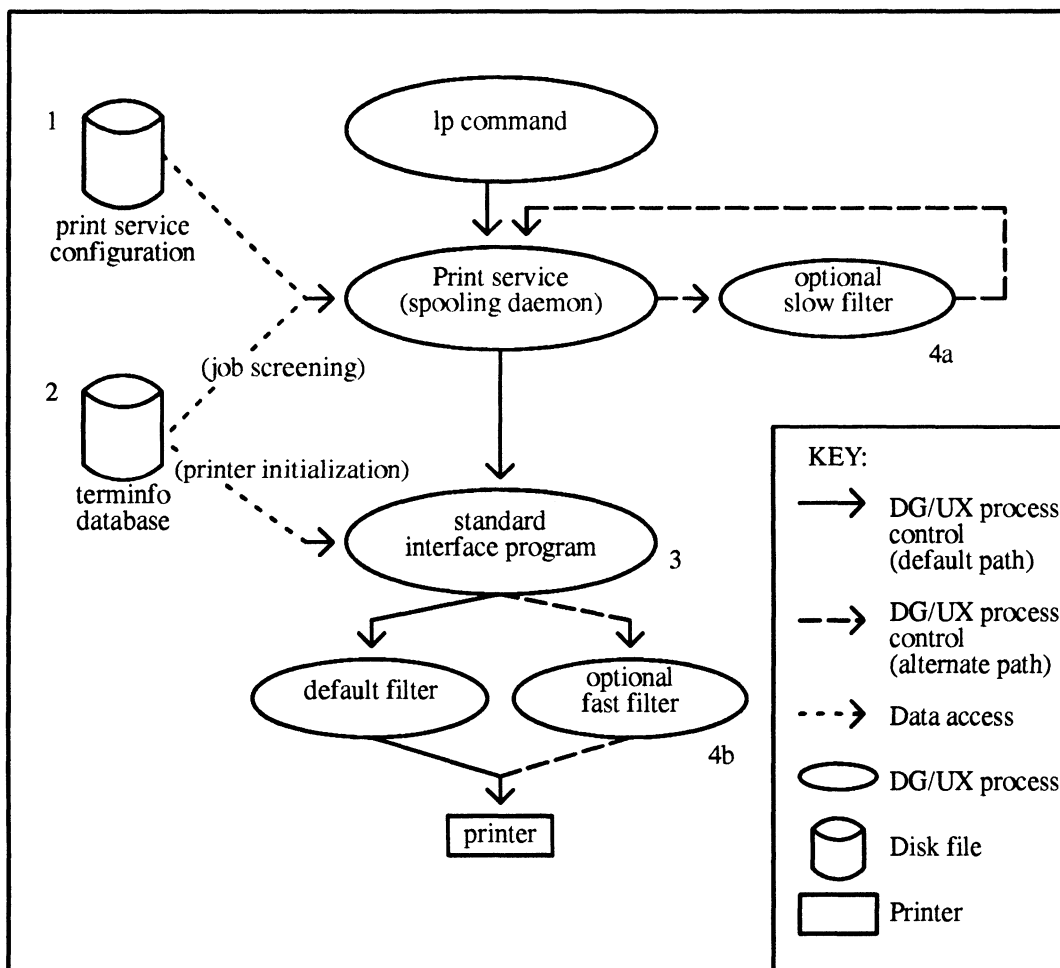 1
print service
configuration
lp command
Print service
(spooling daemon)
optional
slow filter
4a
(job screening)
2
terminfo
database
(printer initialization)
standard
interface program
3
default filter
optional
fast filter
4b
printer
KEY:
DG/UX process
control
(default path)
DG/UX process
control
(alternate path)
Data access
DG/UX process
Disk file
Printer